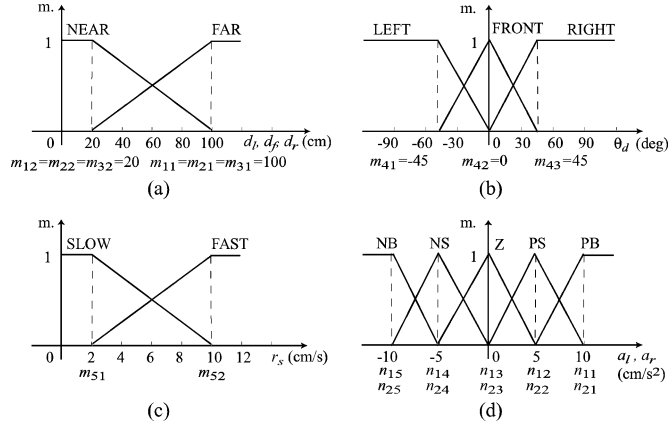 m.
NEAR FAR
1
0 20 40 60 80 100 d_l, d_f, d_r (cm)
m12=m22=m32=20 m11=m21=m31=100
(a)
m.
LEFT FRONT RIGHT
1
-90 -60 -30 0 30 60 90 θ_d (deg)
m41=-45 m42=0 m43=45
(b)
m.
SLOW FAST
1
0 2 4 6 8 10 12 r_s (cm/s)
m51 m52
(c)
m.
NB NS Z PS PB
1
-10 -5 0 5 10 a_l , a_r
n15 n14 n13 n12 n11 (cm/s²)
n25 n24 n23 n22 n21
(d)